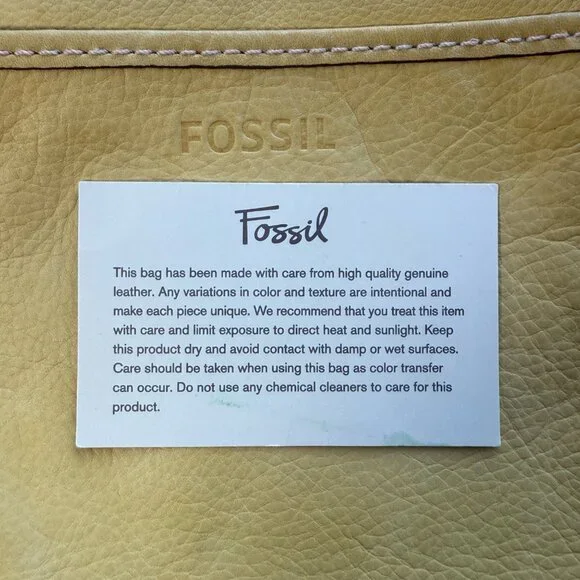 FOSSIL
Fossil
This bag has been made with care from high quality genuine
leather. Any variations in color and texture are intentional and
make each piece unique. We recommend that you treat this item
with care and limit exposure to direct heat and sunlight. Keep
this product dry and avoid contact with damp or wet surfaces.
Care should be taken when using this bag as color transfer
can occur. Do not use any chemical cleaners to care for this
product.